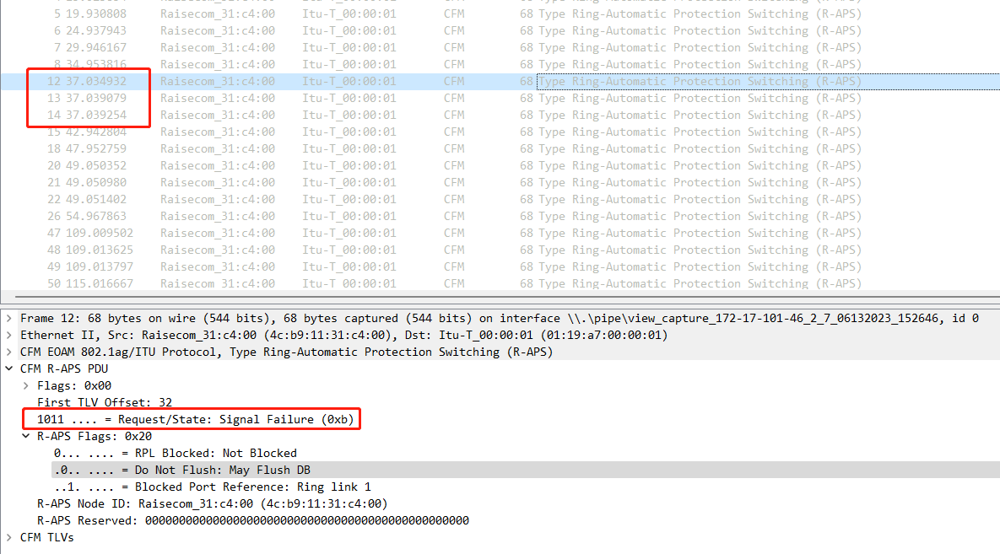 5 19.930808 Raisecom_31:c4:00 Itu-T_00:00:01 CFM 68 Type Ring-Automatic Protection Switching (R-APS)
6 24.937943 Raisecom_31:c4:00 Itu-T_00:00:01 CFM 68 Type Ring-Automatic Protection Switching (R-APS)
7 29.946167 Raisecom_31:c4:00 Itu-T_00:00:01 CFM 68 Type Ring-Automatic Protection Switching (R-APS)
8 34.953816 Raisecom_31:c4:00 Itu-T_00:00:01 CFM 68 Type Ring-Automatic Protection Switching (R-APS)
12 37.034932 Raisecom_31:c4:00 Itu-T_00:00:01 CFM 68 Type Ring-Automatic Protection Switching (R-APS)
13 37.039079 Raisecom_31:c4:00 Itu-T_00:00:01 CFM 68 Type Ring-Automatic Protection Switching (R-APS)
14 37.039254 Raisecom_31:c4:00 Itu-T_00:00:01 CFM 68 Type Ring-Automatic Protection Switching (R-APS)
15 42.942804 Raisecom_31:c4:00 Itu-T_00:00:01 CFM 68 Type Ring-Automatic Protection Switching (R-APS)
18 47.952759 Raisecom_31:c4:00 Itu-T_00:00:01 CFM 68 Type Ring-Automatic Protection Switching (R-APS)
20 49.050352 Raisecom_31:c4:00 Itu-T_00:00:01 CFM 68 Type Ring-Automatic Protection Switching (R-APS)
21 49.050980 Raisecom_31:c4:00 Itu-T_00:00:01 CFM 68 Type Ring-Automatic Protection Switching (R-APS)
22 49.051402 Raisecom_31:c4:00 Itu-T_00:00:01 CFM 68 Type Ring-Automatic Protection Switching (R-APS)
26 54.967863 Raisecom_31:c4:00 Itu-T_00:00:01 CFM 68 Type Ring-Automatic Protection Switching (R-APS)
47 109.009502 Raisecom_31:c4:00 Itu-T_00:00:01 CFM 68 Type Ring-Automatic Protection Switching (R-APS)
48 109.013625 Raisecom_31:c4:00 Itu-T_00:00:01 CFM 68 Type Ring-Automatic Protection Switching (R-APS)
49 109.013797 Raisecom_31:c4:00 Itu-T_00:00:01 CFM 68 Type Ring-Automatic Protection Switching (R-APS)
50 115.016667 Raisecom_31:c4:00 Itu-T_00:00:01 CFM 68 Type Ring-Automatic Protection Switching (R-APS)
Frame 12: 68 bytes on wire (544 bits), 68 bytes captured (544 bits) on interface \\.\pipe\view_capture_172-17-101-46_2_7_06132023_152646, id 0
Ethernet II, Src: Raisecom_31:c4:00 (4c:b9:11:31:c4:00), Dst: Itu-T_00:00:01 (01:19:a7:00:00:01)
CFM EOAM 802.1ag/ITU Protocol, Type Ring-Automatic Protection Switching (R-APS)
CFM R-APS PDU
Flags: 0x00
First TLV Offset: 32
1011 .... = Request/State: Signal Failure (0xb)
R-APS Flags: 0x20
0... .... = RPL Blocked: Not Blocked
.0.. .... = Do Not Flush: May Flush DB
..1. .... = Blocked Port Reference: Ring link 1
R-APS Node ID: Raisecom_31:c4:00 (4c:b9:11:31:c4:00)
R-APS Reserved: 000000000000000000000000000000000000000000000000
CFM TLVs